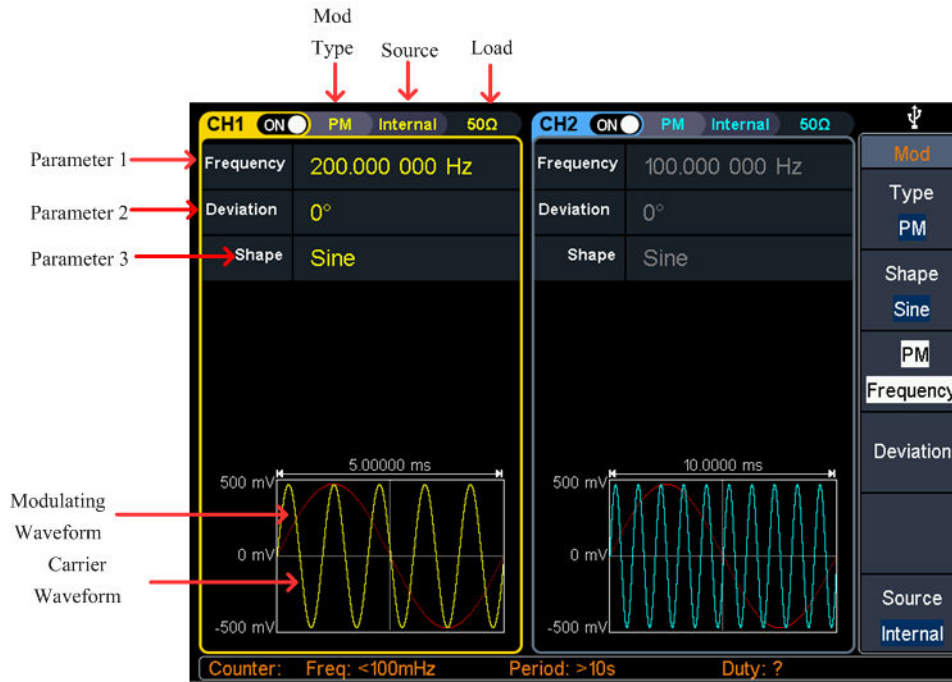 Mod
Type
Source
Load
CH1 ON PM Internal 50Ω
CH2 ON PM Internal 50Ω
Parameter 1
Frequency 200.000 000 Hz
Frequency 100.000 000 Hz
Parameter 2
Deviation 0°
Deviation 0°
Parameter 3
Shape Sine
Shape Sine
Mod
Type
PM
Shape
Sine
PM
Frequency
Deviation
Source
Internal
5.00000 ms
500 mV
0 mV
-500 mV
10.0000 ms
500 mV
0 mV
-500 mV
Modulating
Waveform
Carrier
Waveform
Counter: Freq: <100mHz Period: >10s Duty: ?